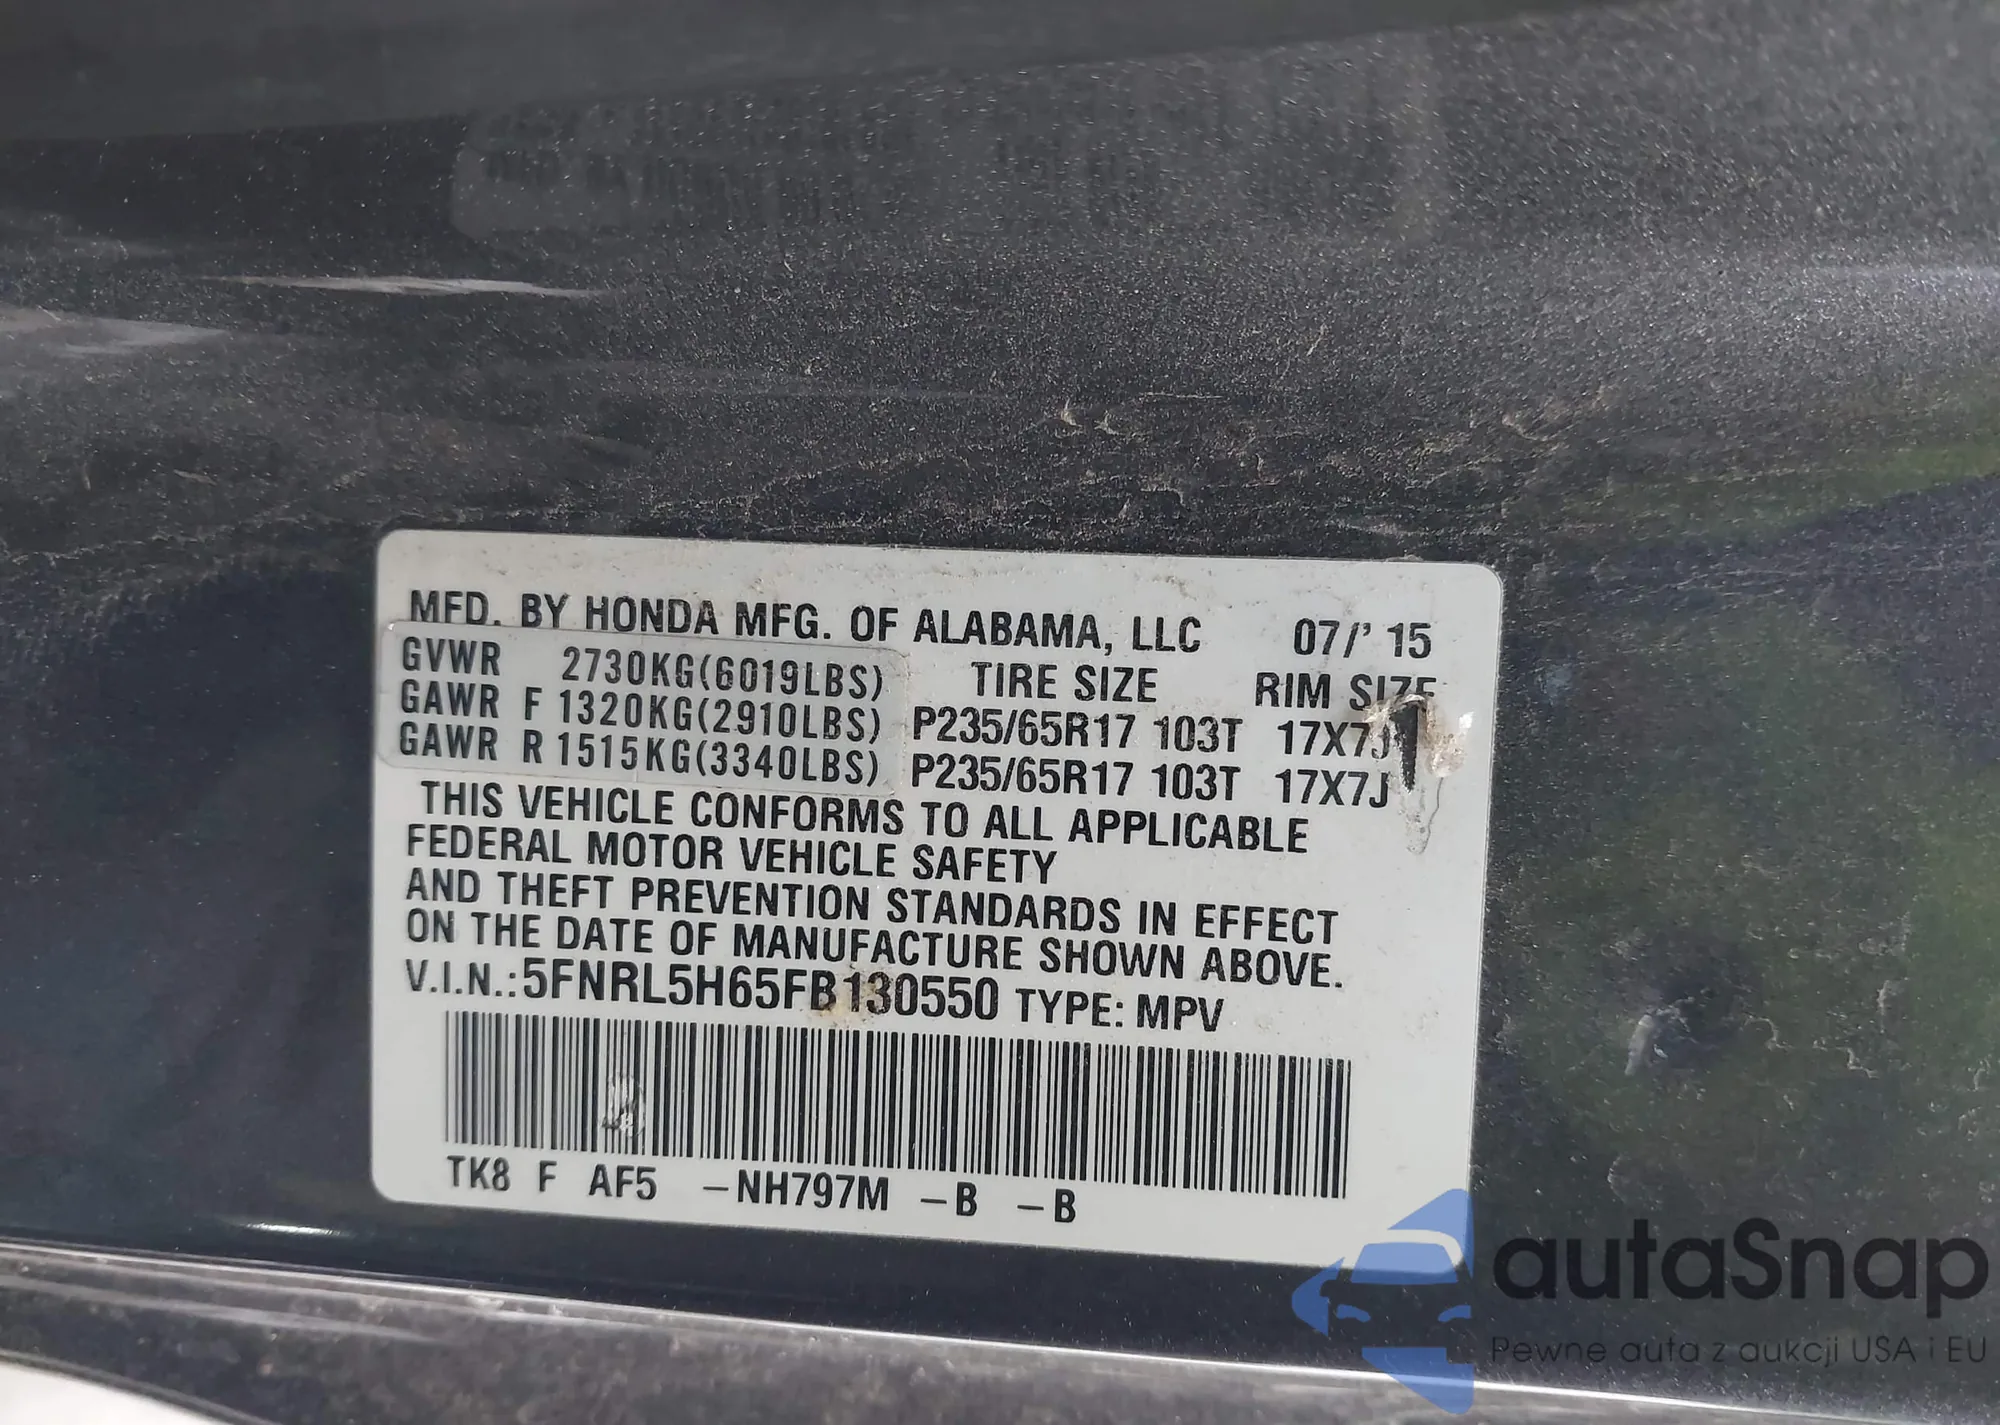 MFD. BY HONDA MFG. OF ALABAMA, LLC 07/' 15
GVWR 2730KG(6019LBS) TIRE SIZE RIM SIZE
GAWR F 1320KG(2910LBS) P235/65R17 103T 17X7J
GAWR R 1515KG(3340LBS) P235/65R17 103T 17X7J
THIS VEHICLE CONFORMS TO ALL APPLICABLE
FEDERAL MOTOR VEHICLE SAFETY
AND THEFT PREVENTION STANDARDS IN EFFECT
ON THE DATE OF MANUFACTURE SHOWN ABOVE.
V.I.N.:5FNRL5H65FB130550 TYPE: MPV
TK8 F AF5 -NH797M -B -B
autaSnap
Pewne auta z aukcji USA i EU